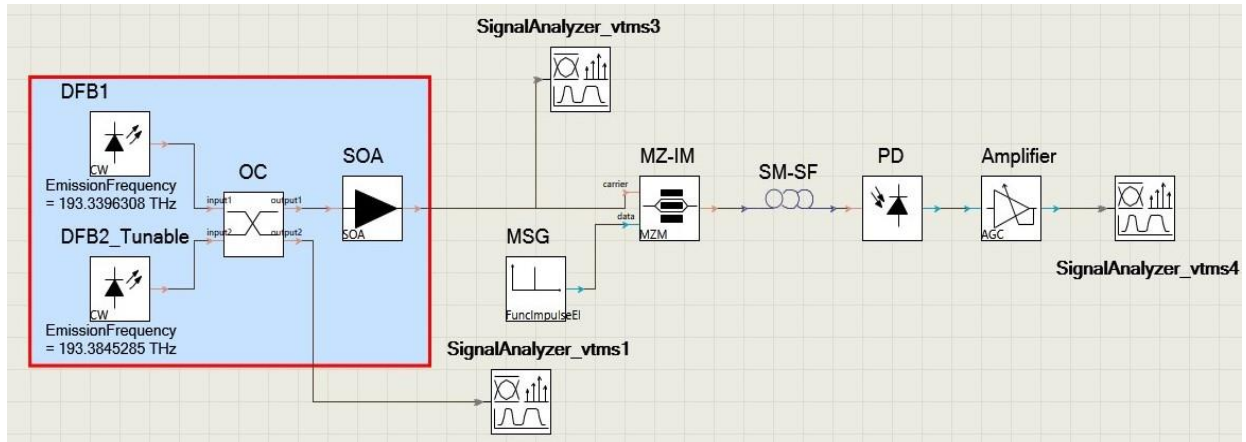 SignalAnalyzer_vtms3
DFB1
CW
EmissionFrequency
= 193.3396308 THz
OC
input1
output1
input2
output2
SOA
SOA
DFB2_Tunable
CW
EmissionFrequency
= 193.3845285 THz
MZ-IM
carrier
data
MZM
MSG
FuncImpulseEl
SM-SF
PD
Amplifier
AGC
SignalAnalyzer_vtms4
SignalAnalyzer_vtms1